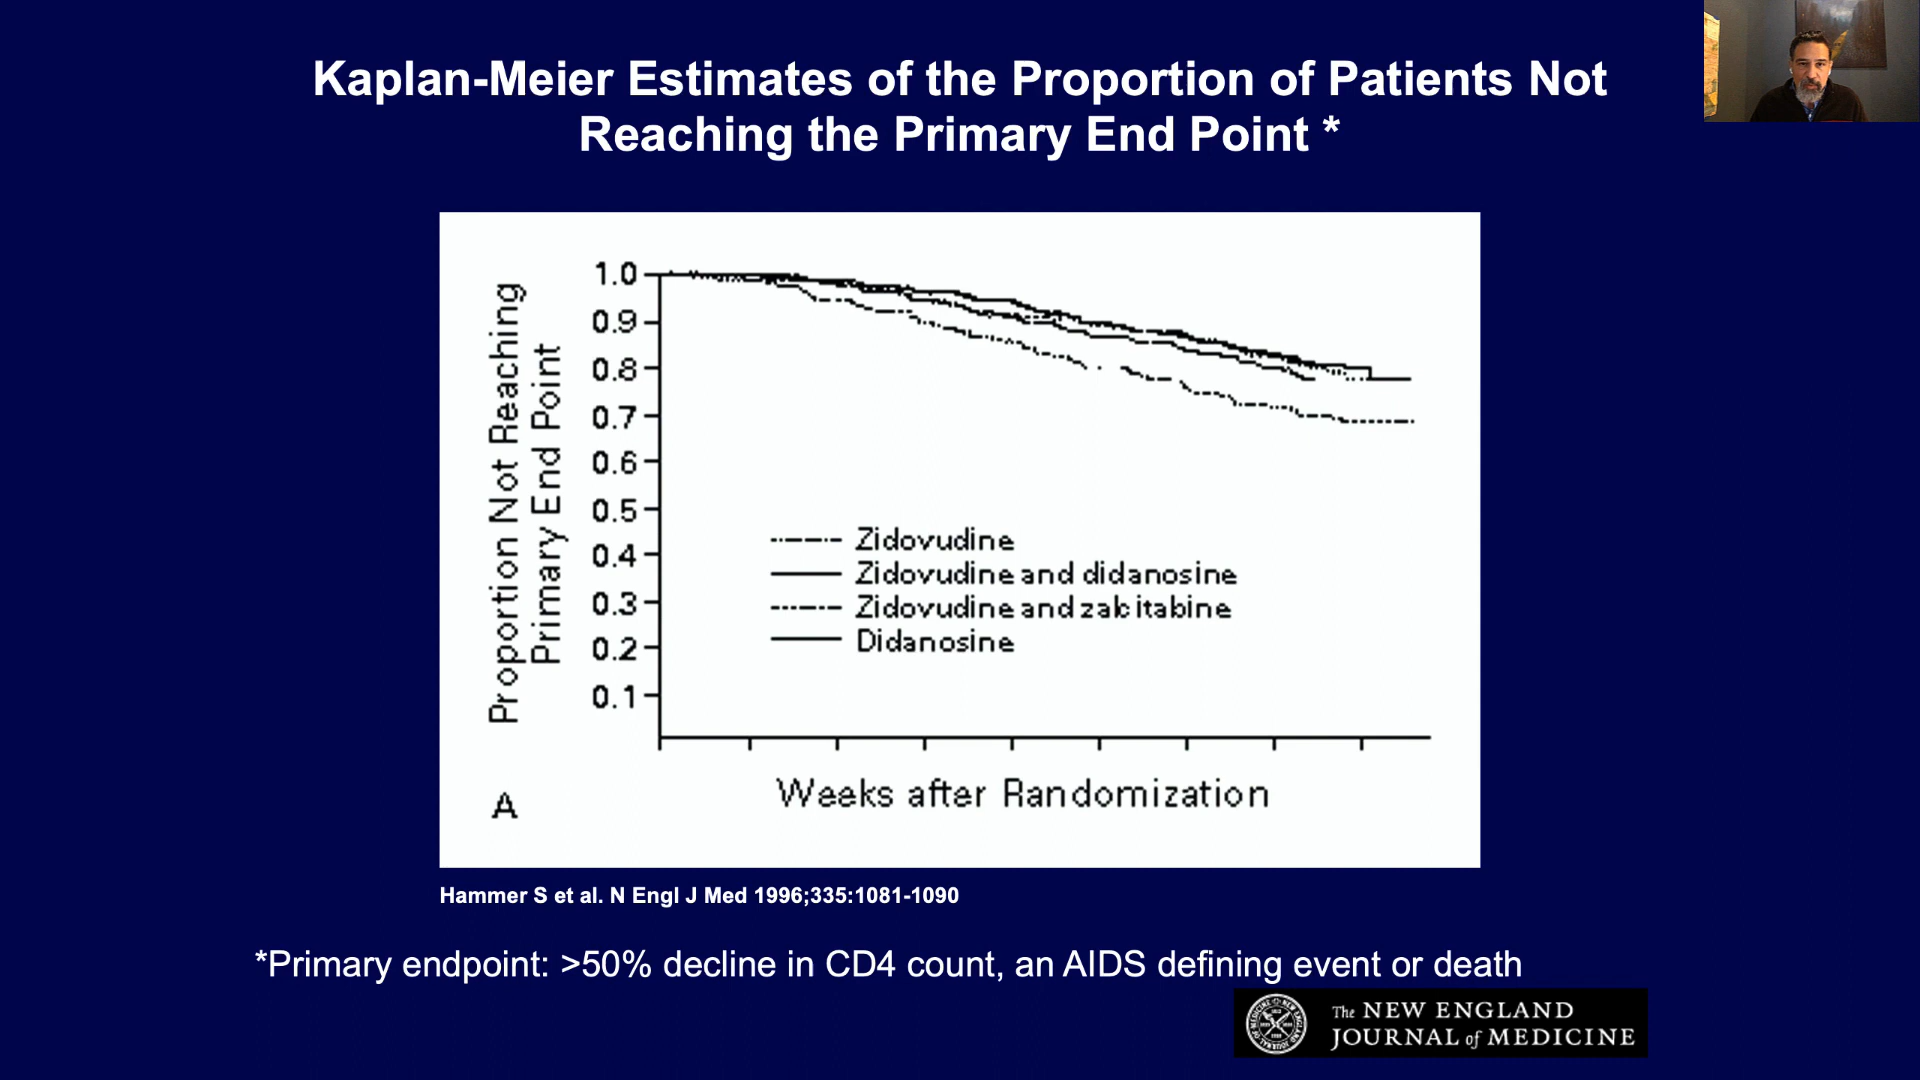 Kaplan-Meier Estimates of the Proportion of Patients Not
Reaching the Primary End Point *
Proportion Not Reaching
Primary End Point
1.0
0.9
0.8
0.7
0.6
0.5
0.4
0.3
0.2
0.1
Zidovudine
Zidovudine and didanosine
Zidovudine and zalcitabine
Didanosine
Weeks after Randomization
A
Hammer S et al. N Engl J Med 1996;335:1081-1090
*Primary endpoint: >50% decline in CD4 count, an AIDS defining event or death
The NEW ENGLAND
JOURNAL of MEDICINE